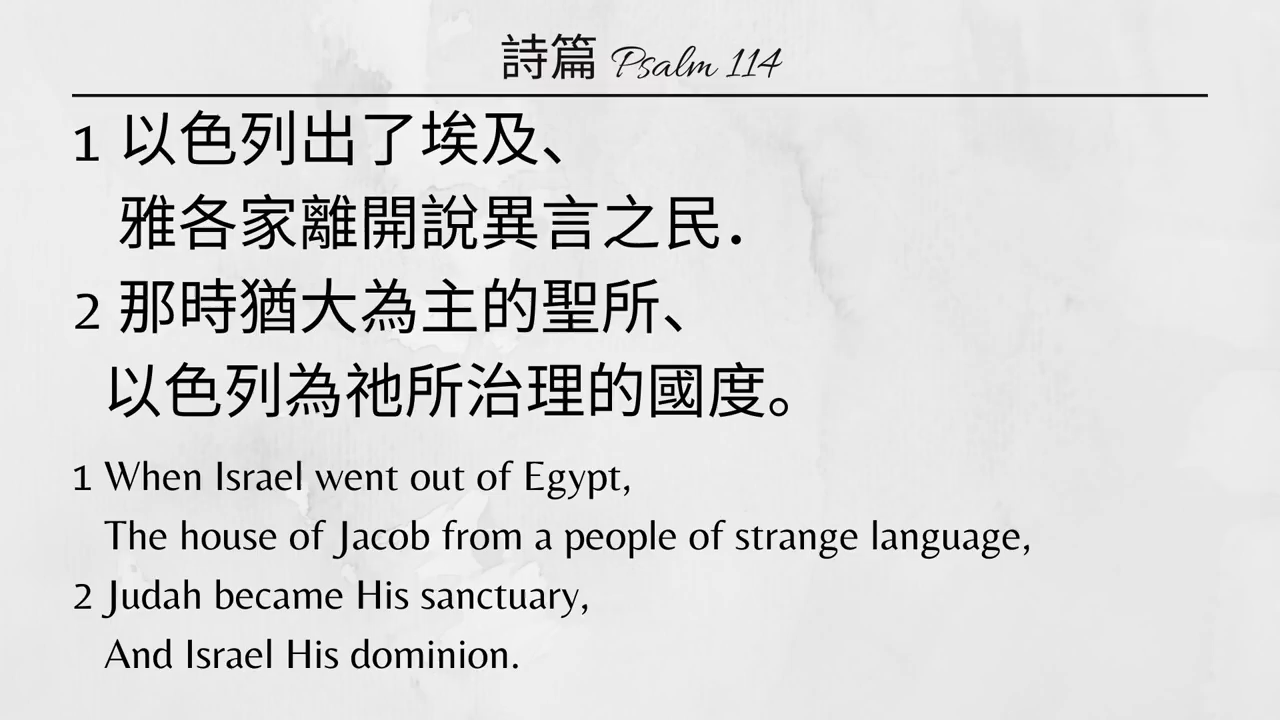 詩篇 Psalm 114
1 以色列出了埃及、
雅各家離開說異言之民．
2 那時猶大為主的聖所、
以色列為祂所治理的國度。
1 When Israel went out of Egypt,
The house of Jacob from a people of strange language,
2 Judah became His sanctuary,
And Israel His dominion.